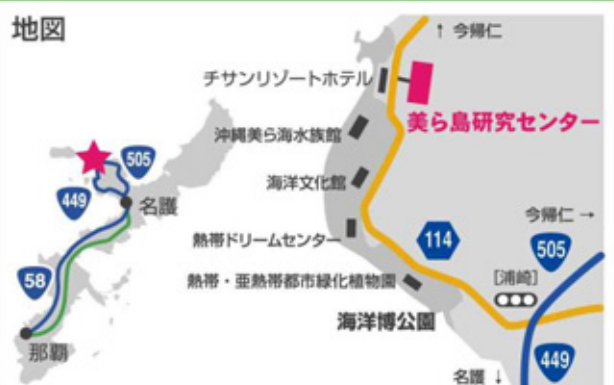 地図
↑ 今帰仁
チサンリゾートホテル
美ら島研究センター
沖縄美ら海水族館
505
海洋文化館
449
名護
今帰仁 →
熱帯ドリームセンター
114
505
58
熱帯・亜熱帯都市緑化植物園
[浦崎]
海洋博公園
那覇
449
名護 ↓